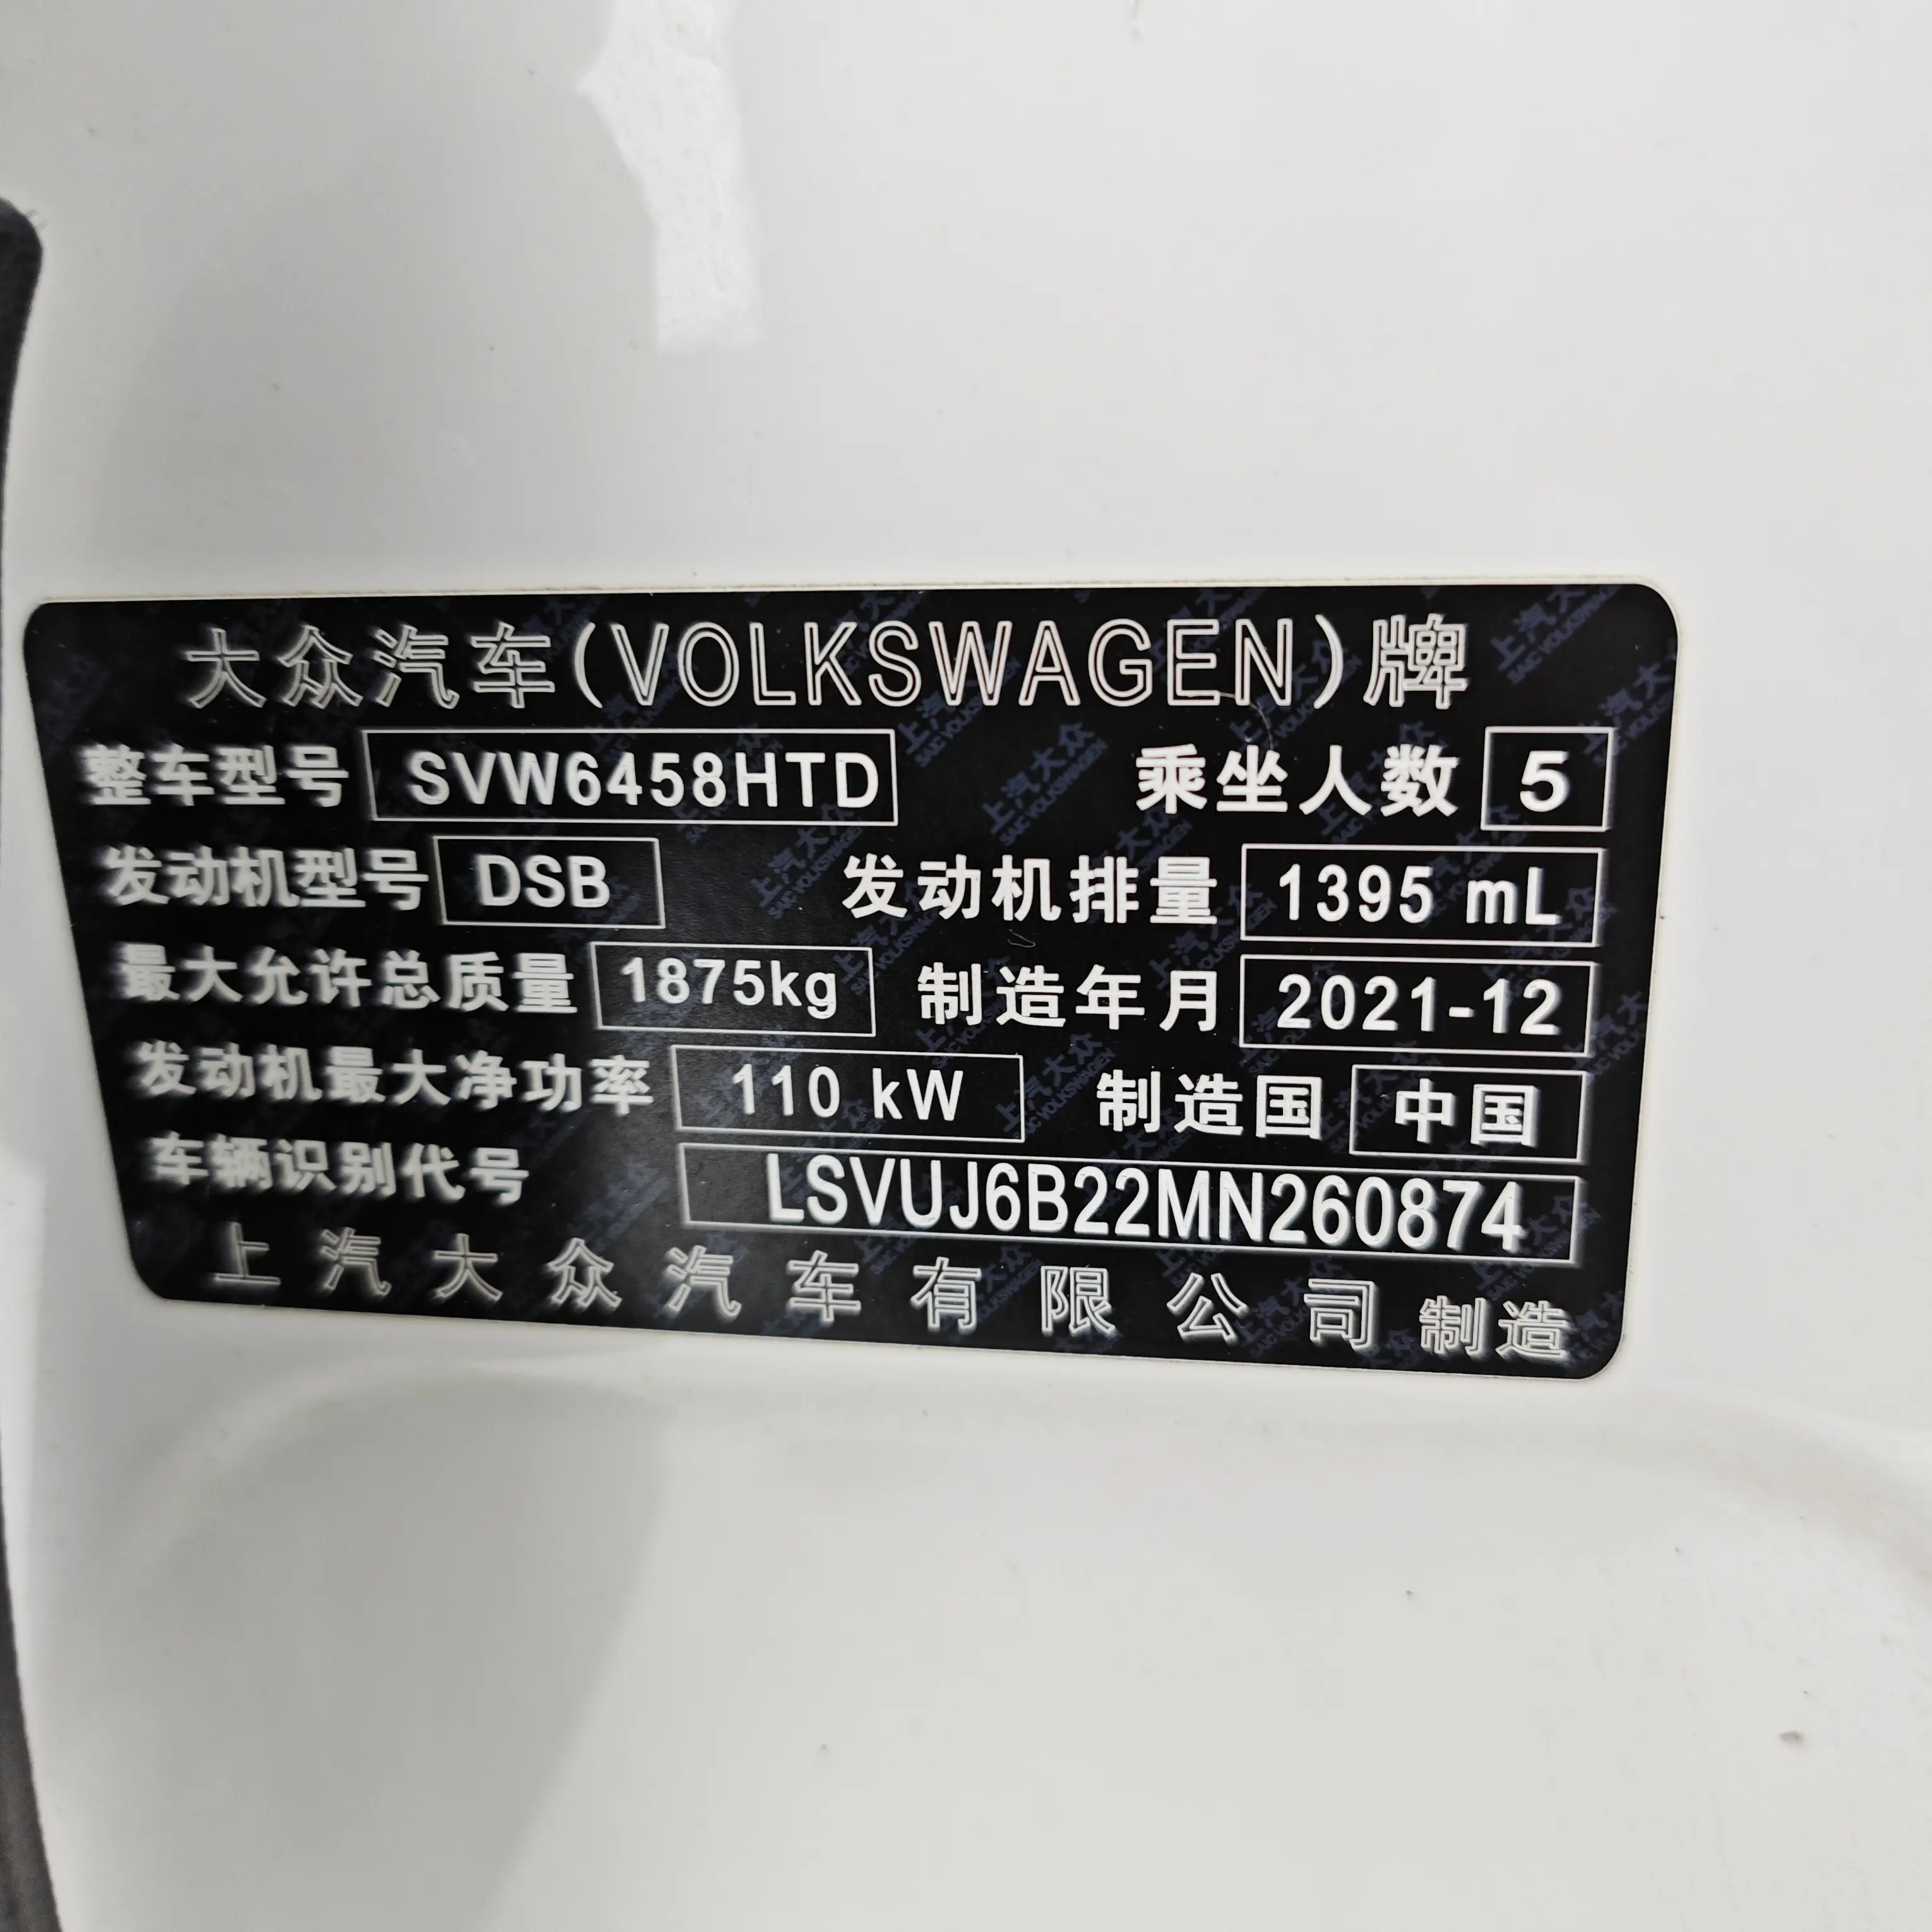 大众汽车(VOLKSWAGEN)牌
整车型号 SVW6458HTD 乘坐人数 5
发动机型号 DSB 发动机排量 1395 mL
最大允许总质量 1875kg 制造年月 2021-12
发动机最大净功率 110 kW 制造国 中国
车辆识别代号 LSVUJ6B22MN260874
上汽大众汽车有限公司 制造